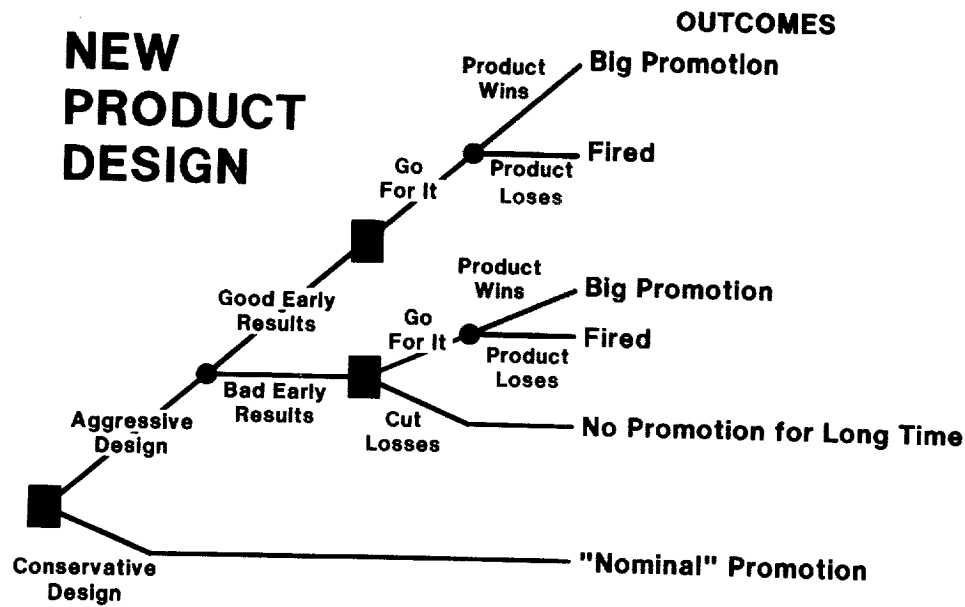 OUTCOMES
NEW
PRODUCT
DESIGN
Product
Wins
Big Promotion
Go
For It
Product
Loses
Fired
Good Early
Results
Product
Wins
Big Promotion
Go
For It
Product
Loses
Fired
Bad Early
Results
Cut
Losses
No Promotion for Long Time
Aggressive
Design
Conservative
Design
"Nominal" Promotion